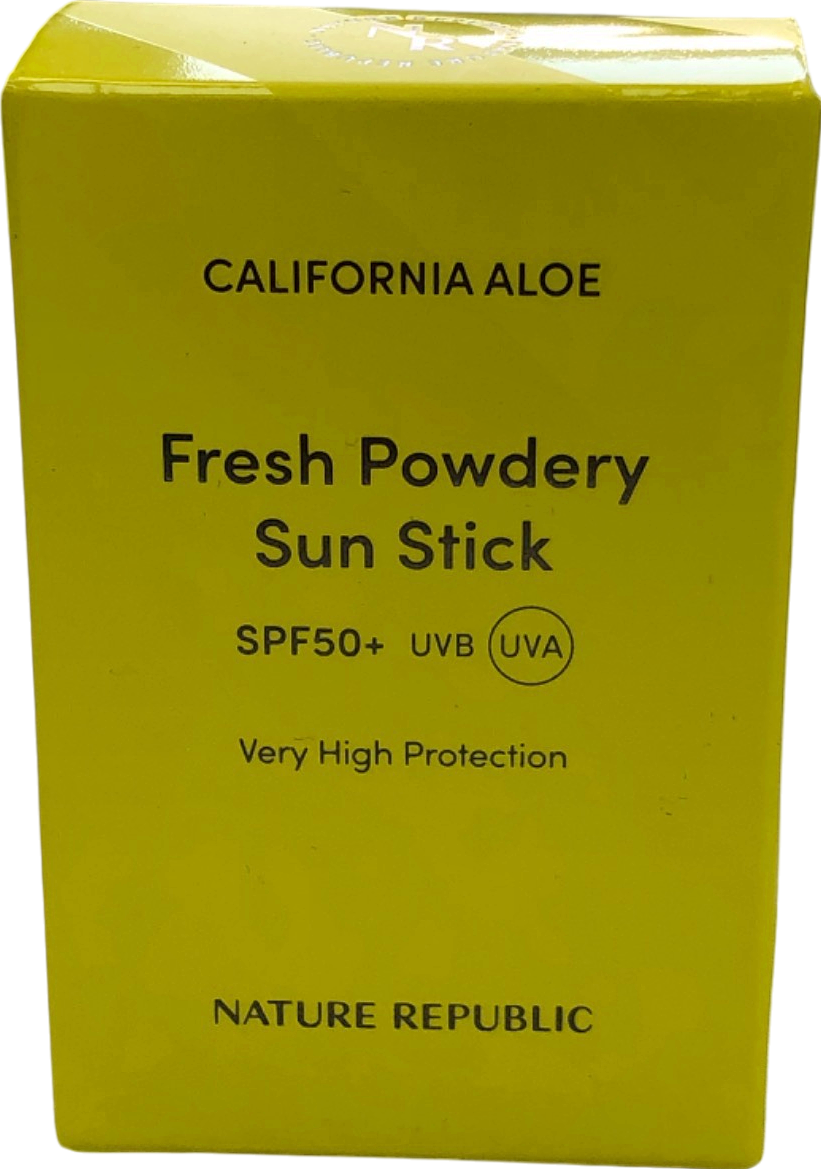 CALIFORNIA ALOE
Fresh Powdery
Sun Stick
SPF50+ UVB UVA
Very High Protection
NATURE REPUBLIC